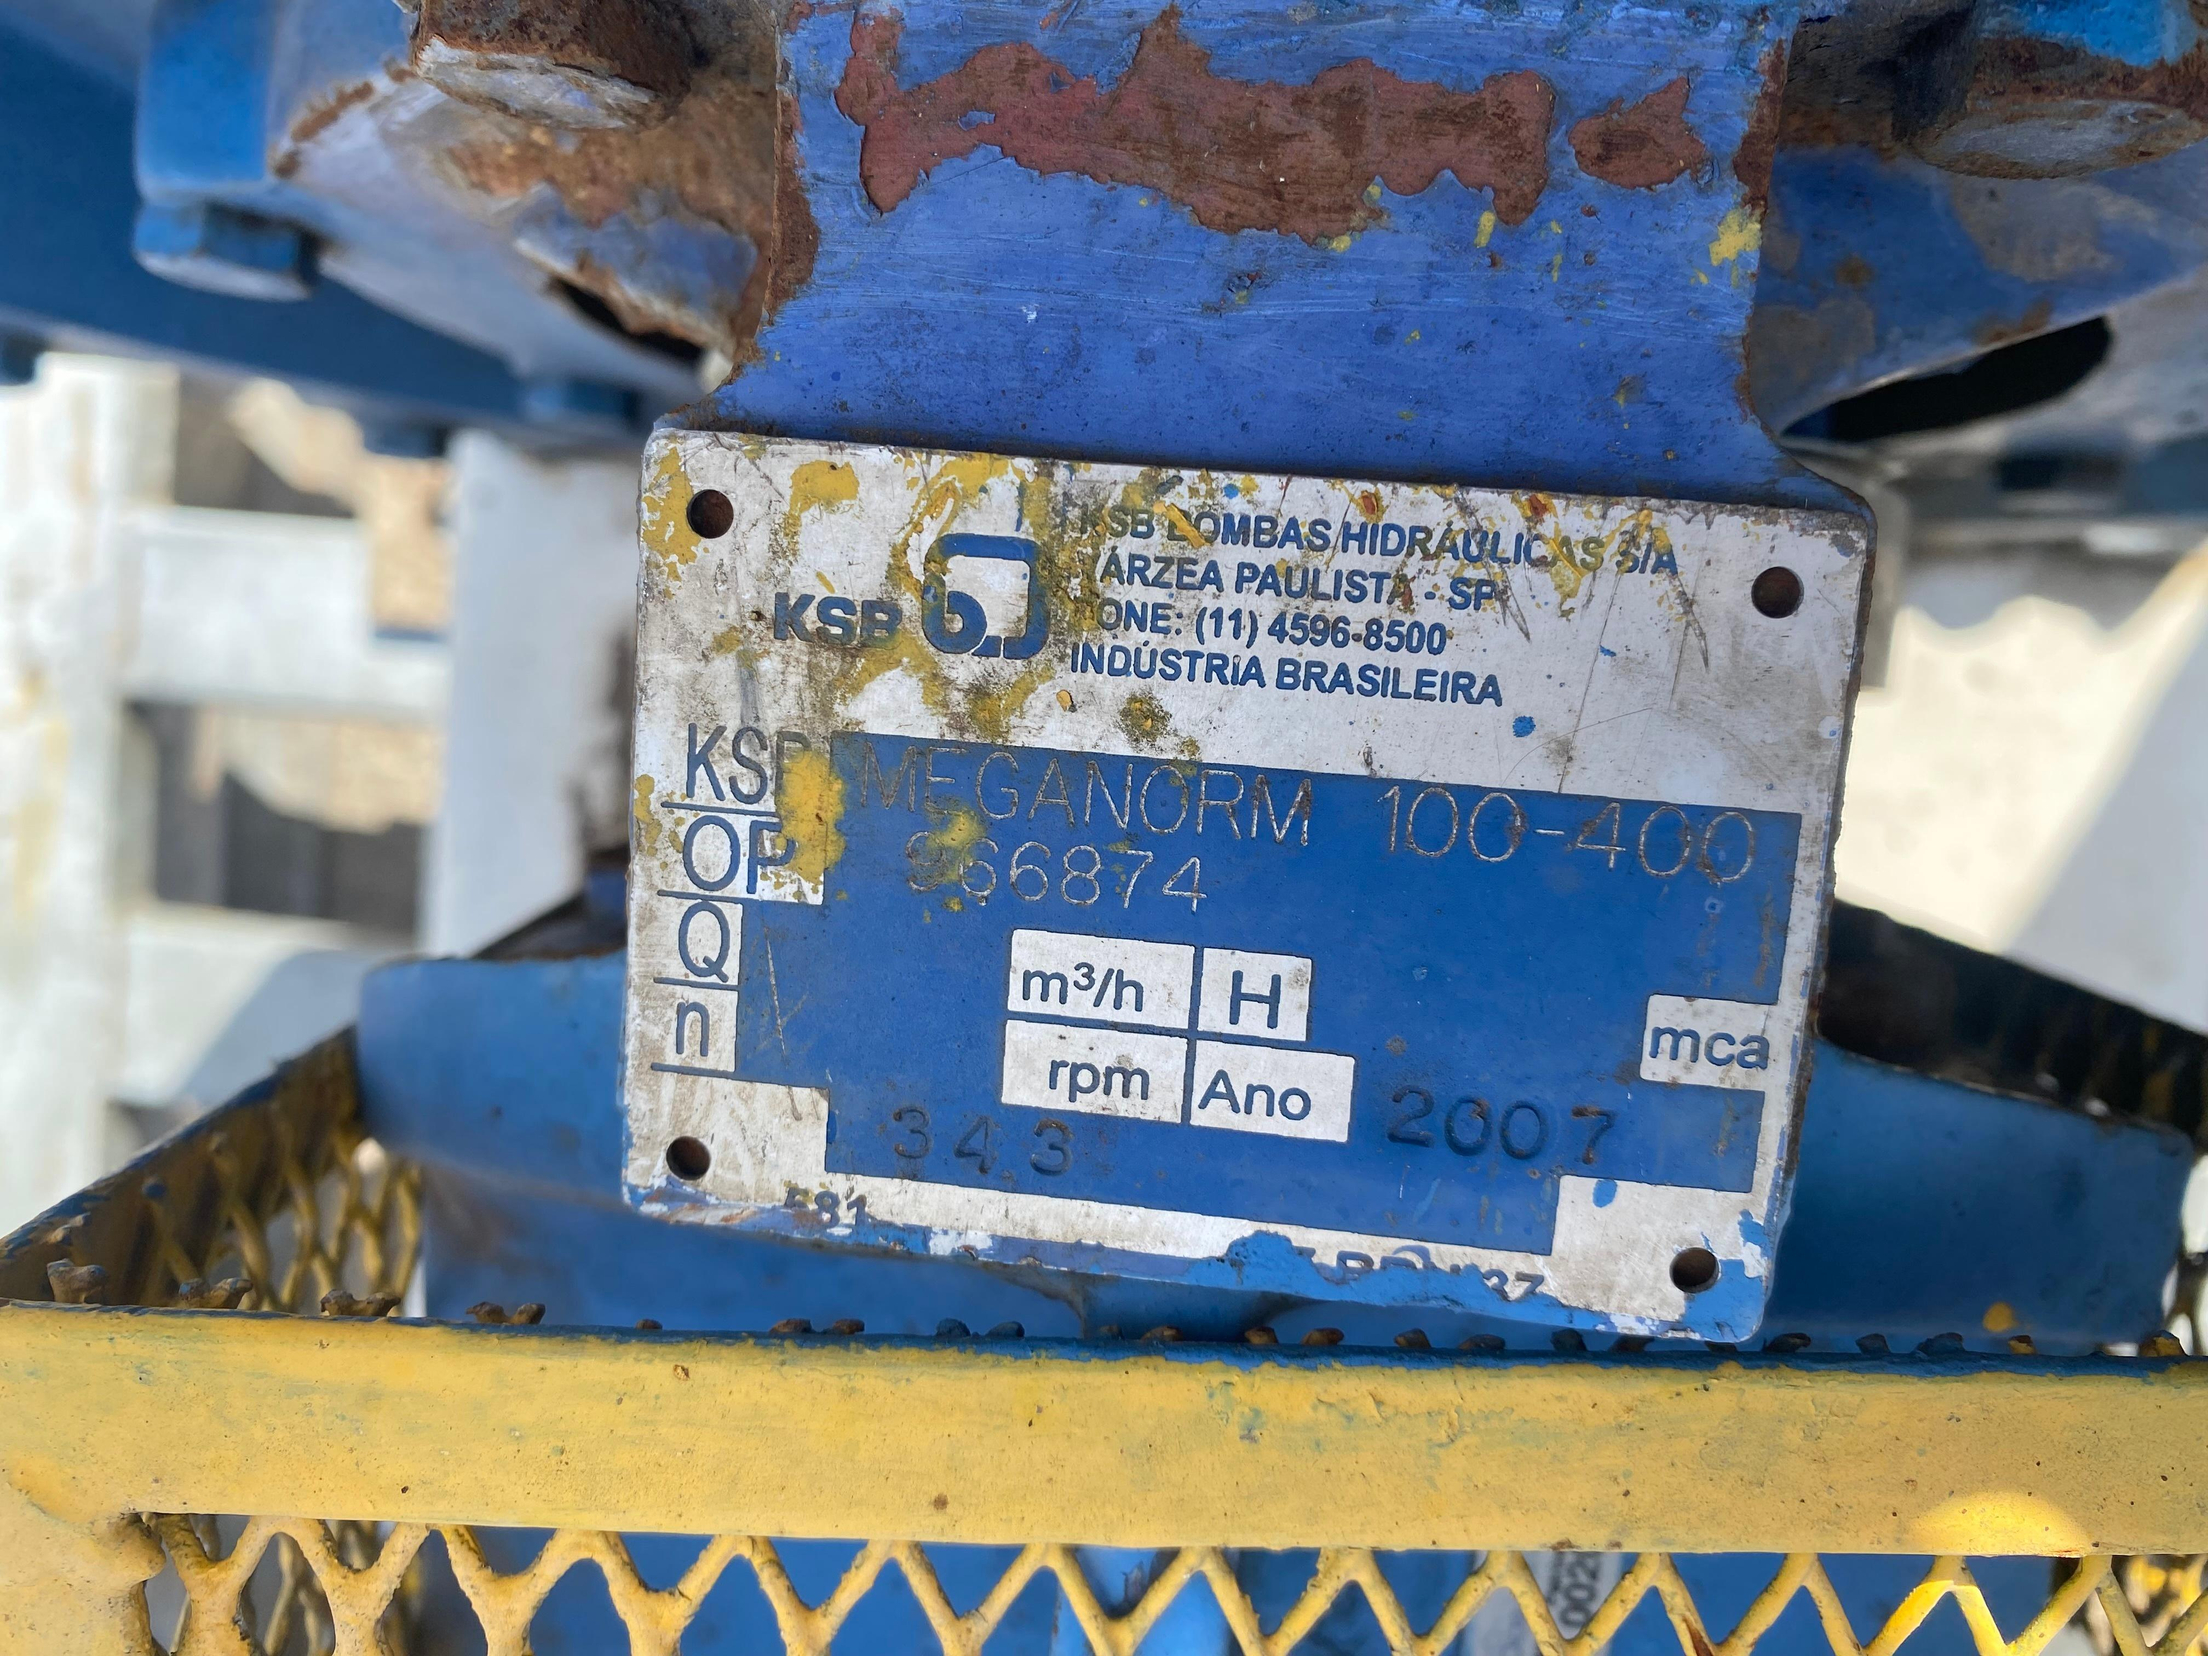 KSB
KSB BOMBAS HIDRÁULICAS S/A
VÁRZEA PAULISTA - SP
FONE: (11) 4596-8500
INDÚSTRIA BRASILEIRA
KSB MEGANORM 100-400
OP 966874
Q m³/h H mca
n rpm Ano 2007
343